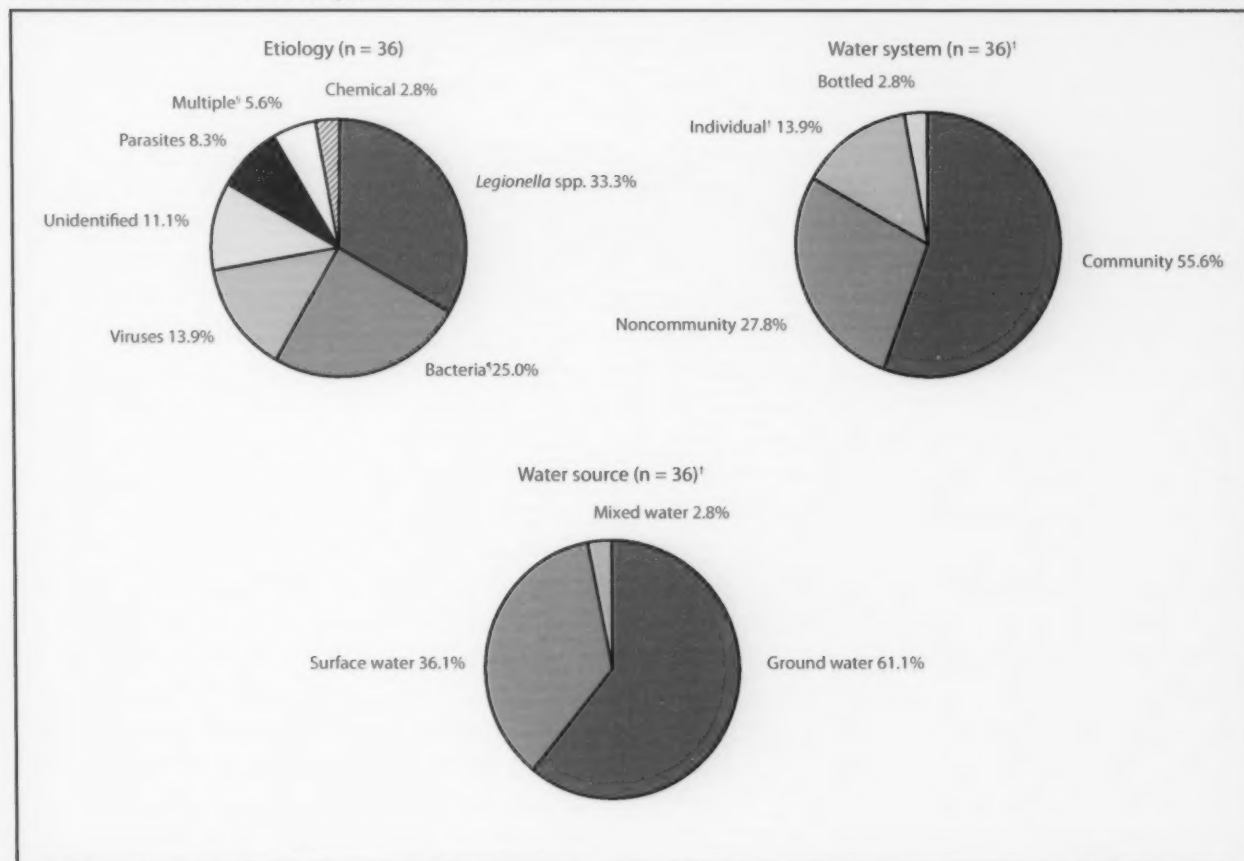 Etiology (n = 36)
Chemical 2.8%
Multiple§ 5.6%
Parasites 8.3%
Legionella spp. 33.3%
Unidentified 11.1%
Viruses 13.9%
Bacteria¶25.0%
Water system (n = 36)†
Bottled 2.8%
Individual† 13.9%
Community 55.6%
Noncommunity 27.8%
Water source (n = 36)†
Mixed water 2.8%
Surface water 36.1%
Ground water 61.1%